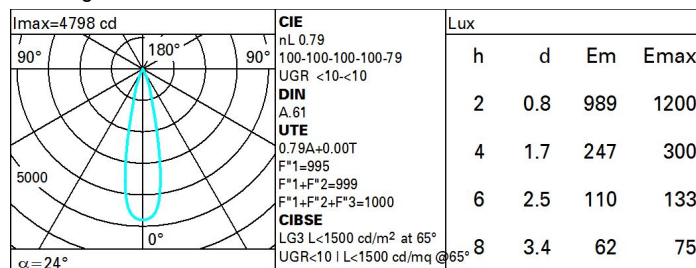 Imax=4798 cd
90°
180°
90°
5000
0°
α=24°
CIE
nL 0.79
100-100-100-100-79
UGR <10-<10
DIN
A.61
UTE
0.79A+0.00T
F"1=995
F"1+F"2=999
F"1+F"2+F"3=1000
CIBSE
LG3 L<1500 cd/m² at 65°
UGR<10 | L<1500 cd/mq @65°
Lux
h d Em Emax
2 0.8 989 1200
4 1.7 247 300
6 2.5 110 133
8 3.4 62 75